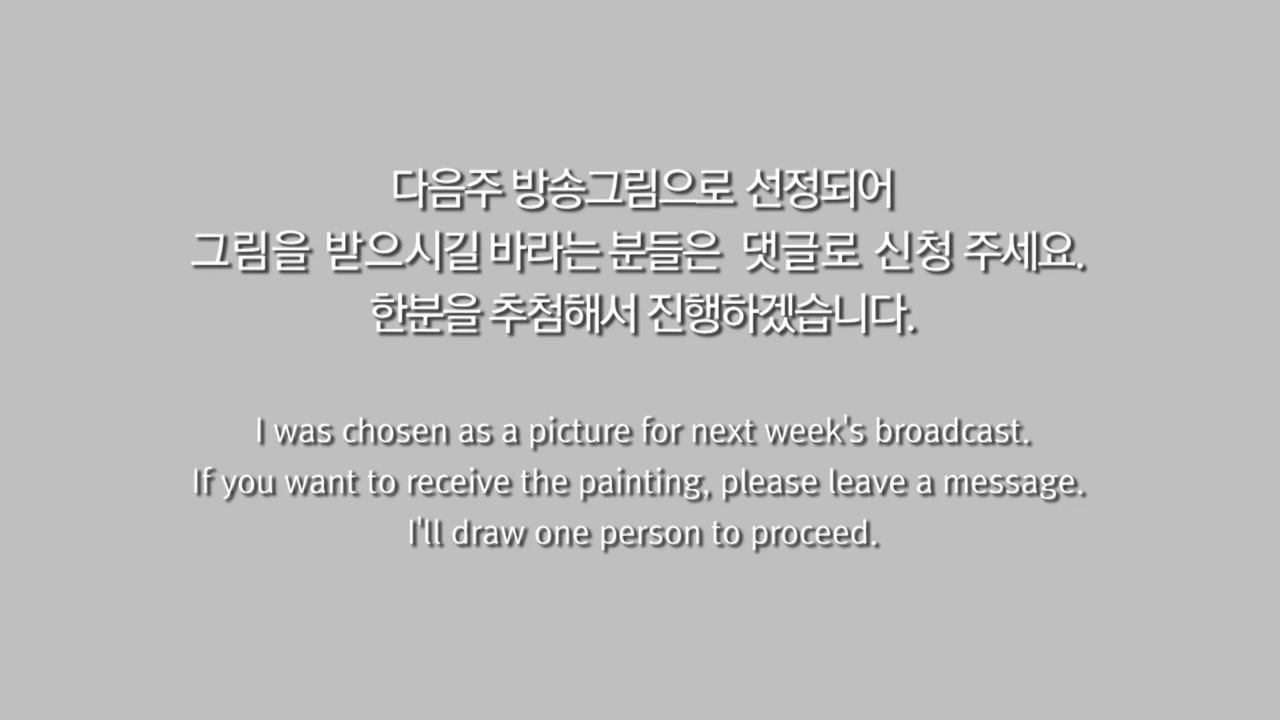 다음주 방송그림으로 선정되어
그림을 받으시길 바라는 분들은 댓글로 신청 주세요.
한분을 추첨해서 진행하겠습니다.
I was chosen as a picture for next week's broadcast.
If you want to receive the painting, please leave a message.
I'll draw one person to proceed.